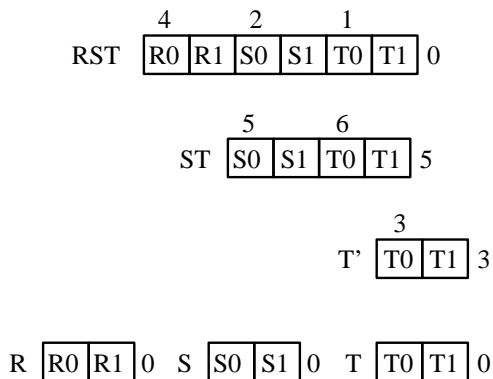 4 2 1
RST R0 R1 S0 S1 T0 T1 0
5 6
ST S0 S1 T0 T1 5
3
T’ T0 T1 3
R R0 R1 0 S S0 S1 0 T T0 T1 0